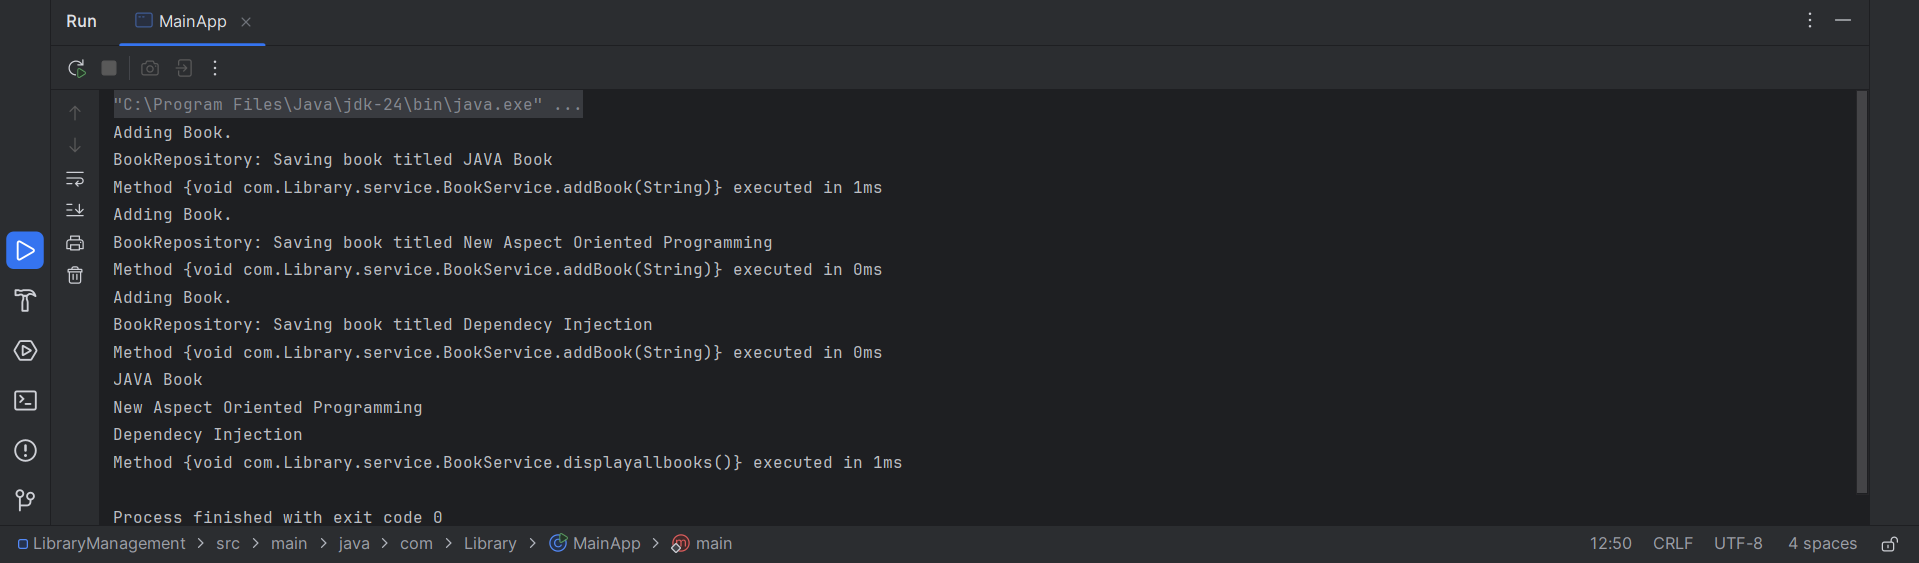 Run MainApp
"C:\Program Files\Java\jdk-24\bin\java.exe" ...
Adding Book.
BookRepository: Saving book titled JAVA Book
Method {void com.Library.service.BookService.addBook(String)} executed in 1ms
Adding Book.
BookRepository: Saving book titled New Aspect Oriented Programming
Method {void com.Library.service.BookService.addBook(String)} executed in 0ms
Adding Book.
BookRepository: Saving book titled Dependecy Injection
Method {void com.Library.service.BookService.addBook(String)} executed in 0ms
JAVA Book
New Aspect Oriented Programming
Dependecy Injection
Method {void com.Library.service.BookService.displayallbooks()} executed in 1ms
Process finished with exit code 0
LibraryManagement > src > main > java > com > Library > MainApp > main 12:50 CRLF UTF-8 4 spaces